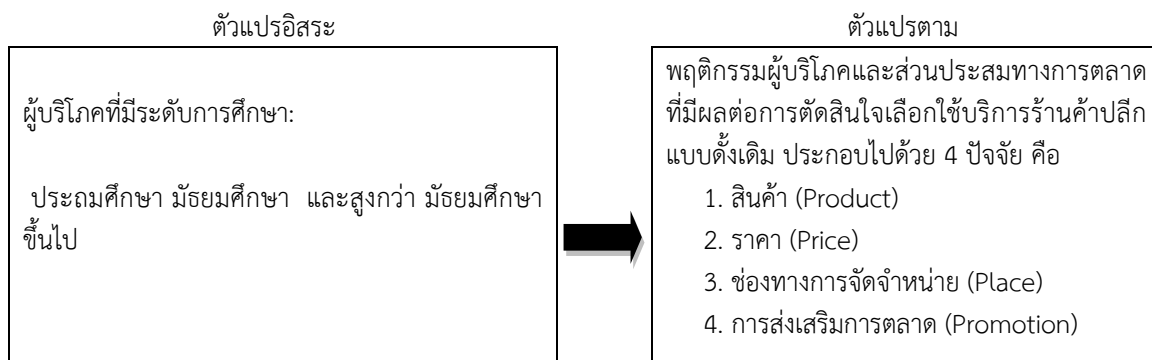 ตัวแปรอิสระ
ผู้บริโภคที่มีระดับการศึกษา:
ประถมศึกษา มัธยมศึกษา และสูงกว่า มัธยมศึกษา
ขึ้นไป
ตัวแปรตาม
พฤติกรรมผู้บริโภคและส่วนประสมทางการตลาด
ที่มีผลต่อการตัดสินใจเลือกใช้บริการร้านค้าปลีก
แบบดั้งเดิม ประกอบไปด้วย 4 ปัจจัย คือ
1. สินค้า (Product)
2. ราคา (Price)
3. ช่องทางการจัดจำหน่าย (Place)
4. การส่งเสริมการตลาด (Promotion)